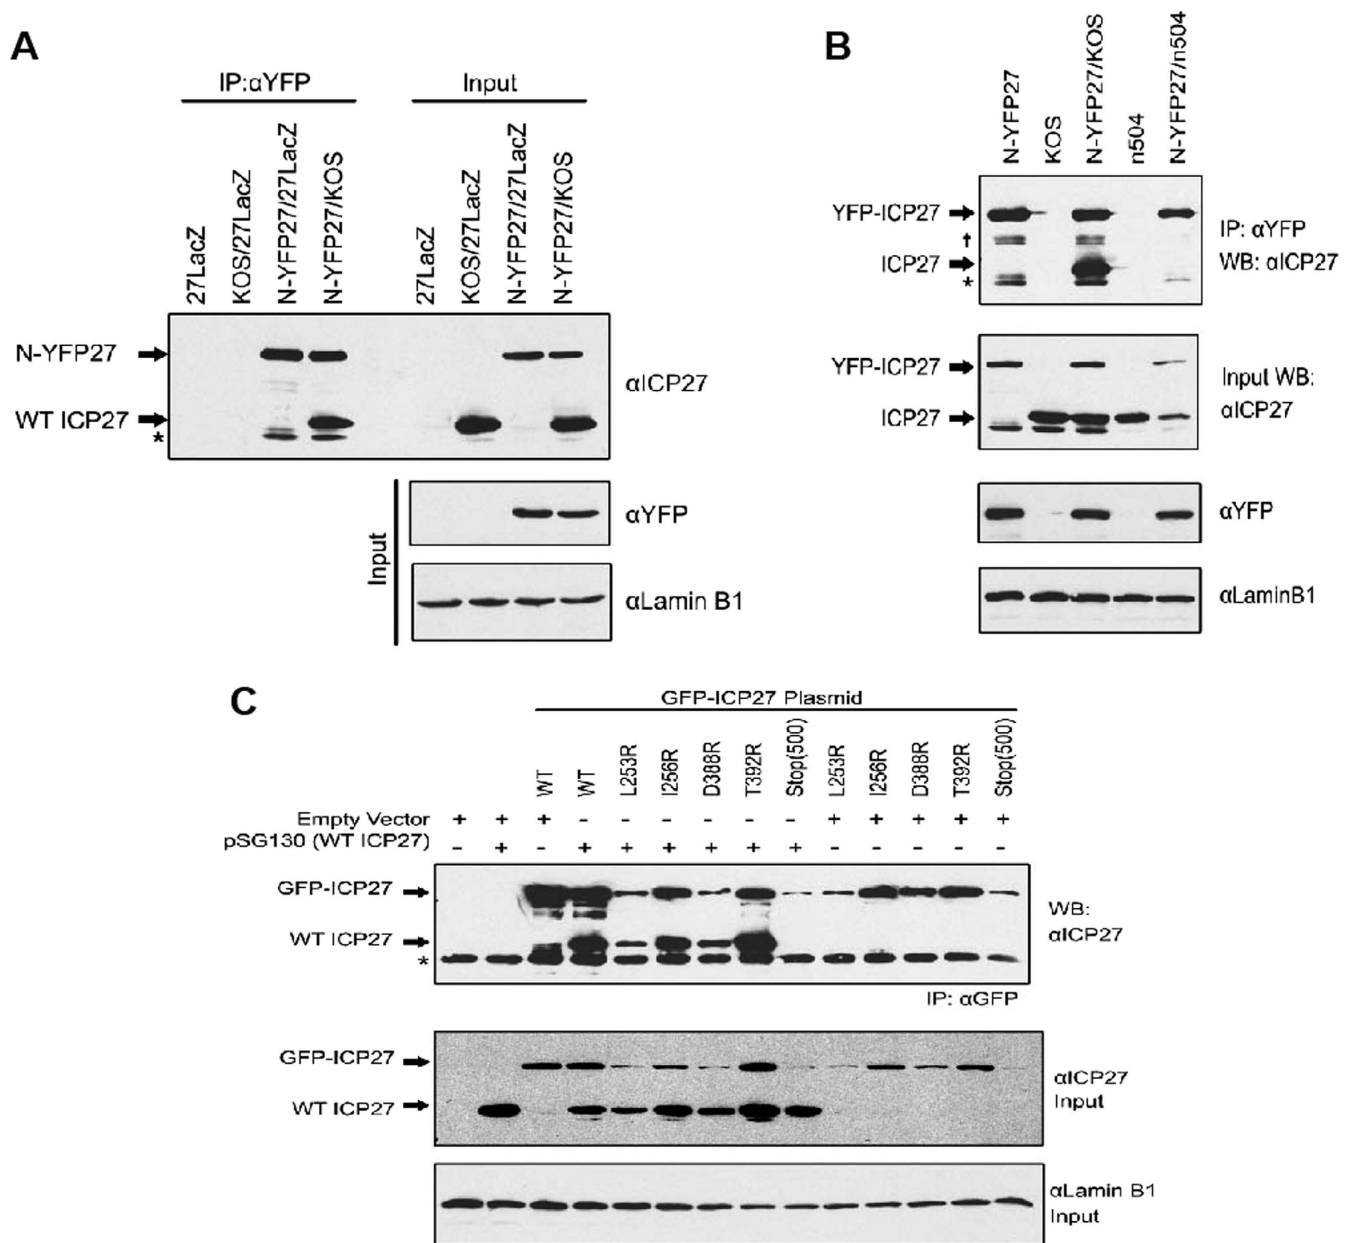 A
IP:αYFP
Input
27LacZ
KOS/27LacZ
N-YFP27/27LacZ
N-YFP27/KOS
27LacZ
KOS/27LacZ
N-YFP27/27LacZ
N-YFP27/KOS
N-YFP27
WT ICP27
*
αICP27
Input
αYFP
αLamin B1
B
N-YFP27
KOS
N-YFP27/KOS
n504
N-YFP27/n504
YFP-ICP27
†
ICP27
*
IP: αYFP
WB: αICP27
YFP-ICP27
ICP27
Input WB:
αICP27
αYFP
αLaminB1
C
GFP-ICP27 Plasmid
WT
WT
L253R
I256R
D388R
T392R
Stop(500)
L253R
I256R
D388R
T392R
Stop(500)
Empty Vector + + + - - - - - - + + + + +
pSG130 (WT ICP27) - + - + + + + + + - - - - -
GFP-ICP27
WT ICP27
*
WB:
αICP27
IP: αGFP
GFP-ICP27
WT ICP27
αICP27
Input
αLamin B1
Input